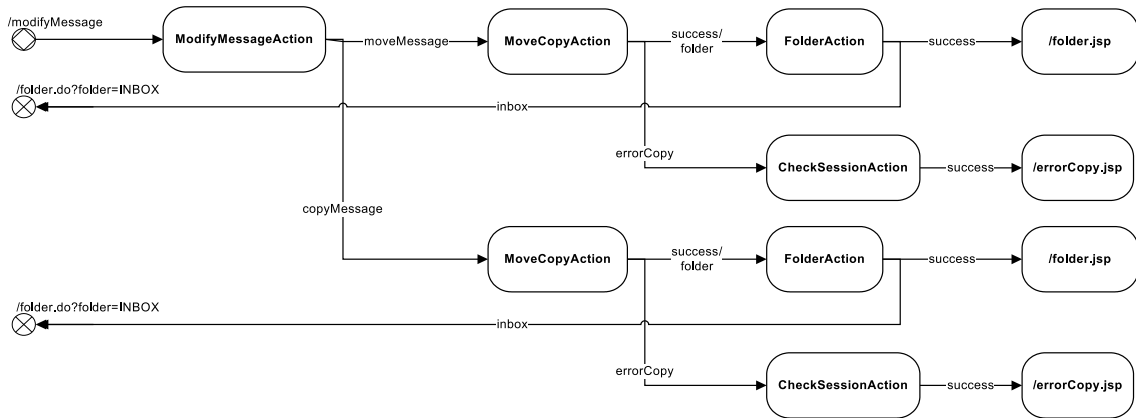 /modifyMessage
ModifyMessageAction
moveMessage
MoveCopyAction
success/
folder
FolderAction
success
/folder.jsp
/folder.do?folder=INBOX
inbox
errorCopy
CheckSessionAction
success
/errorCopy.jsp
copyMessage
MoveCopyAction
success/
folder
FolderAction
success
/folder.jsp
/folder.do?folder=INBOX
inbox
errorCopy
CheckSessionAction
success
/errorCopy.jsp